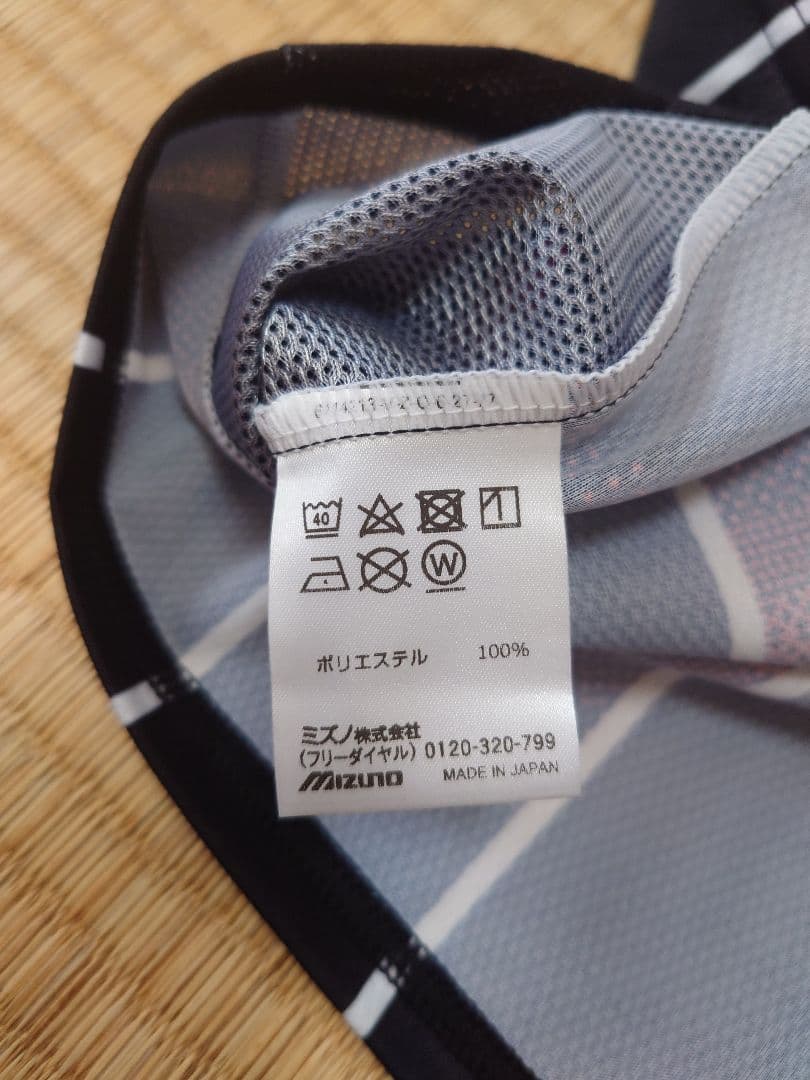 40
W
ポリエステル 100%
ミズノ株式会社
(フリーダイヤル) 0120-320-799
MIZUNO MADE IN JAPAN